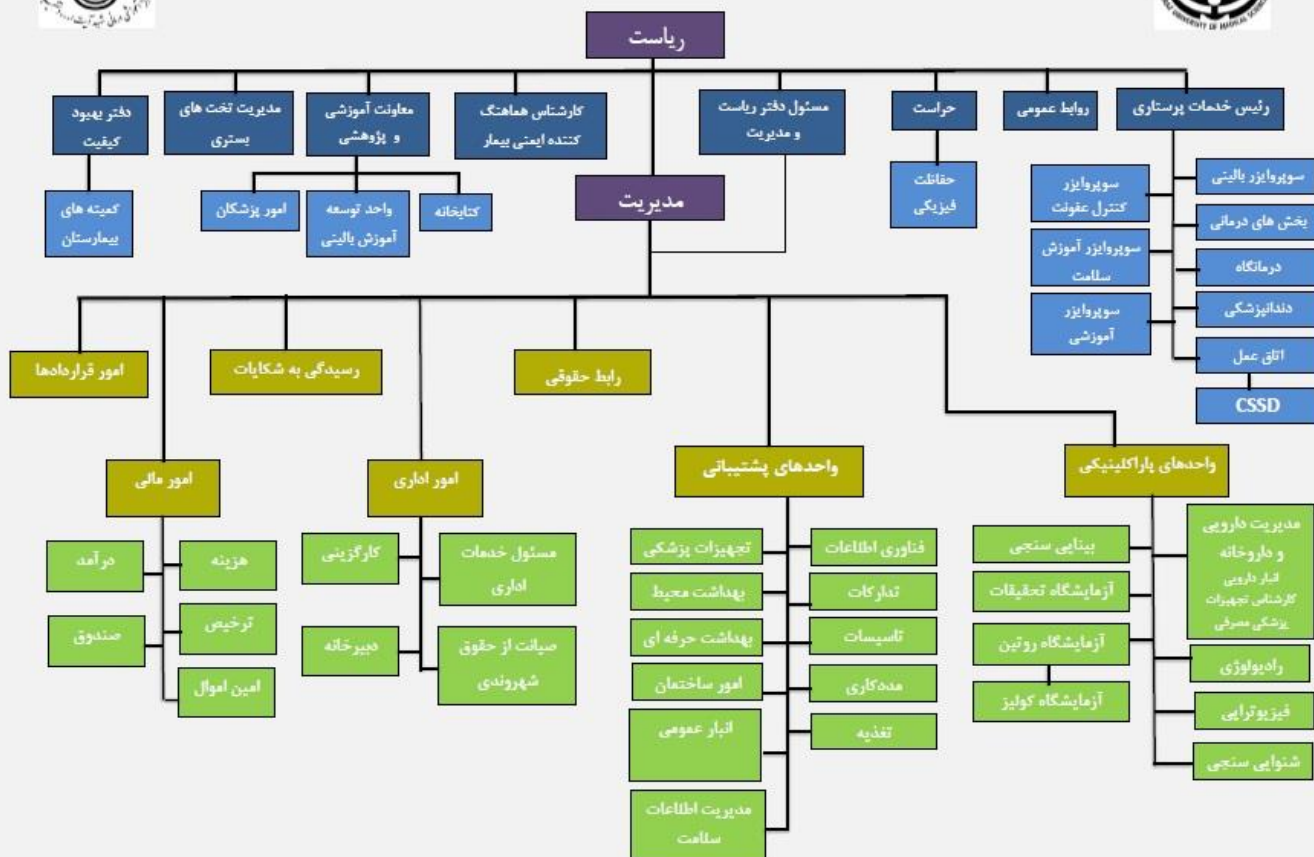 UNIVERSITY OF MEDICAL SCIENCES
ریاست
رئیس خدمات پرستاری
روابط عمومی
حراست
مسئول دفتر ریاست
و مدیریت
کارشناس هماهنگ
کننده ایمنی بیمار
معاونت آموزشی
و پژوهشی
مدیریت تخت های
بستری
دفتر بهبود
کیفیت
سوپروایزر بالینی
بخش های درمانی
درمانگاه
دندانپزشکی
اتاق عمل
CSSD
سوپروایزر
کنترل عفونت
سوپروایزر آموزش
سلامت
سوپروایزر
آموزشی
حفاظت
فیزیکی
مدیریت
کتابخانه
واحد توسعه
آموزش بالینی
امور پزشکان
کمیته های
بیمارستان
رابط حقوقی
رسیدگی به شکایات
امور قراردادها
واحدهای پاراکلینیکی
واحدهای پشتیبانی
امور اداری
امور مالی
مدیریت دارویی
و داروخانه
انبار دارویی
کارشناس تجهیزات
پزشکی مصرفی
رادیولوژی
فیزیوتراپی
شنوایی سنجی
بینایی سنجی
آزمایشگاه تحقیقات
آزمایشگاه روتین
آزمایشگاه کولیز
فناوری اطلاعات
تدارکات
تاسیسات
مددکاری
تغذیه
تجهیزات پزشکی
بهداشت محیط
بهداشت حرفه ای
امور ساختمان
انبار عمومی
مدیریت اطلاعات
سلامت
مسئول خدمات
اداری
صیانت از حقوق
شهروندی
کارگزینی
دبیرخانه
هزینه
ترخیص
امین اموال
درآمد
صندوق